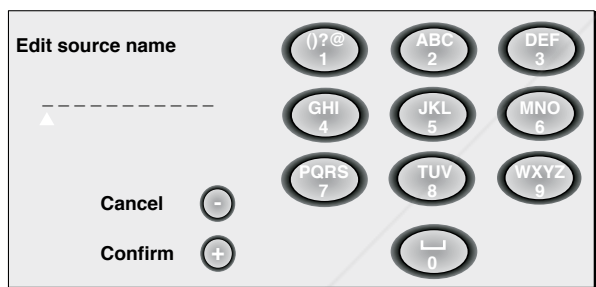 Edit source name
()?@
1
ABC
2
DEF
3
GHI
4
JKL
5
MNO
6
PQRS
7
TUV
8
WXYZ
9
Cancel -
Confirm +
0